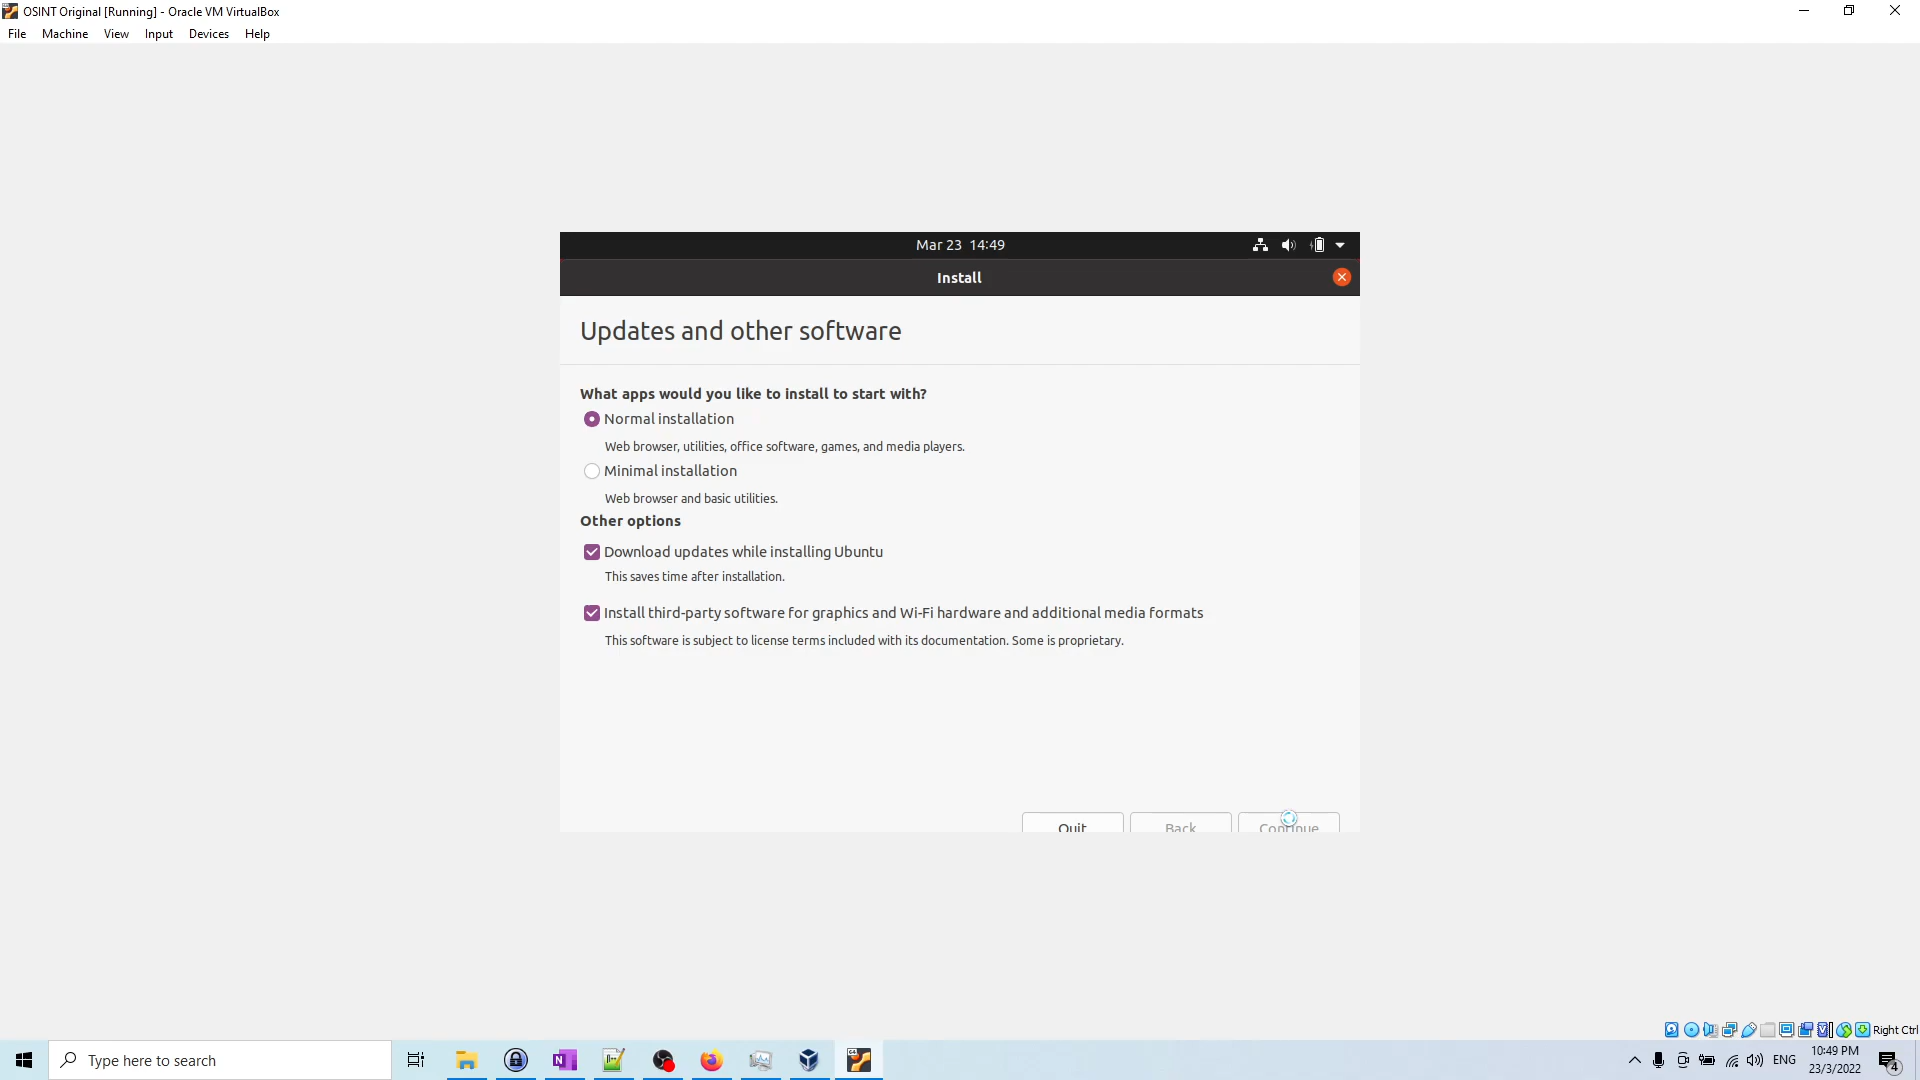 OSINT Original [Running] - Oracle VM VirtualBox
File Machine View Input Devices Help
Mar 23 14:49
Install
Updates and other software
What apps would you like to install to start with?
Normal installation
Web browser, utilities, office software, games, and media players.
Minimal installation
Web browser and basic utilities.
Other options
Download updates while installing Ubuntu
This saves time after installation.
Install third-party software for graphics and Wi-Fi hardware and additional media formats
This software is subject to license terms included with its documentation. Some is proprietary.
Quit Back Continue
Right Ctrl
Type here to search
ENG
10:49 PM
23/3/2022
4